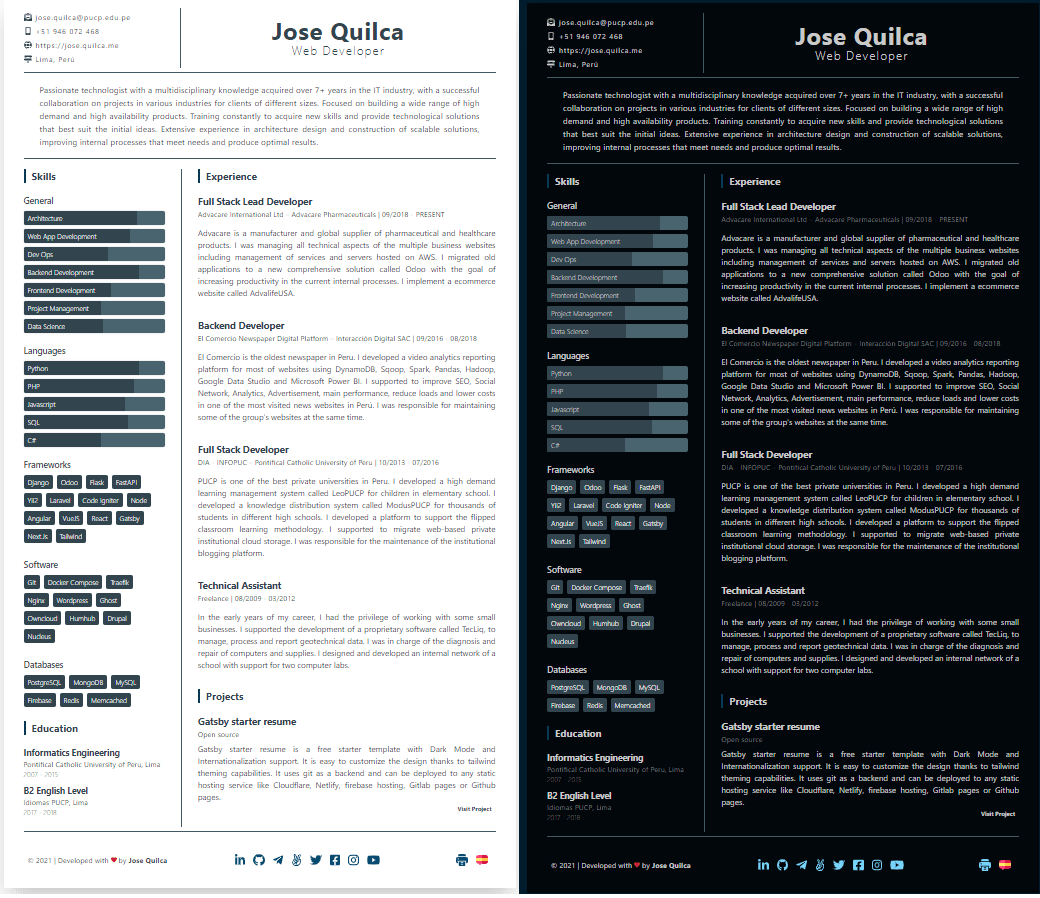 jose.quilca@pucp.edu.pe
+51 946 072 468
https://jose.quilca.me
Lima, Perú
Jose Quilca
Web Developer
Passionate technologist with a multidisciplinary knowledge acquired over 7+ years in the IT industry, with a successful
collaboration on projects in various industries for clients of different sizes. Focused on building a wide range of high
demand and high availability products. Training constantly to acquire new skills and provide technological solutions
that best suit the initial ideas. Extensive experience in architecture design and construction of scalable solutions,
improving internal processes that meet needs and produce optimal results.
Skills
General
Architecture
Web App Development
Dev Ops
Backend Development
Frontend Development
Project Management
Data Science
Languages
Python
PHP
Javascript
SQL
C#
Frameworks
Django Odoo Flask FastAPI
YII2 Laravel Code Igniter Node
Angular VueJS React Gatsby
Next.Js Tailwind
Software
Git Docker Compose Traefik
Nginx Wordpress Ghost
Owncloud Humhub Drupal
Nucleus
Databases
PostgreSQL MongoDB MySQL
Firebase Redis Memcached
Education
Informatics Engineering
Pontifical Catholic University of Peru, Lima
2007 - 2015
B2 English Level
Idiomas PUCP, Lima
2017 - 2018
Experience
Full Stack Lead Developer
Advacare International Ltd - Advacare Pharmaceuticals | 09/2018 - PRESENT
Advacare is a manufacturer and global supplier of pharmaceutical and healthcare
products. I was managing all technical aspects of the multiple business websites
including management of services and servers hosted on AWS. I migrated old
applications to a new comprehensive solution called Odoo with the goal of
increasing productivity in the current internal processes. I implement a ecommerce
website called AdvalifeUSA.
Backend Developer
El Comercio Newspaper Digital Platform - Interacción Digital SAC | 09/2016 - 08/2018
El Comercio is the oldest newspaper in Peru. I developed a video analytics reporting
platform for most of websites using DynamoDB, Sqoop, Spark, Pandas, Hadoop,
Google Data Studio and Microsoft Power BI. I supported to improve SEO, Social
Network, Analytics, Advertisement, main performance, reduce loads and lower costs
in one of the most visited news websites in Perú. I was responsible for maintaining
some of the group's websites at the same time.
Full Stack Developer
DIA - INFOPUC - Pontifical Catholic University of Peru | 10/2013 - 07/2016
PUCP is one of the best private universities in Peru. I developed a high demand
learning management system called LeoPUCP for children in elementary school. I
developed a knowledge distribution system called ModusPUCP for thousands of
students in different high schools. I developed a platform to support the flipped
classroom learning methodology. I supported to migrate web-based private
institutional cloud storage. I was responsible for the maintenance of the institutional
blogging platform.
Technical Assistant
Freelance | 08/2009 - 03/2012
In the early years of my career, I had the privilege of working with some small
businesses. I supported the development of a proprietary software called TecLiq, to
manage, process and report geotechnical data. I was in charge of the diagnosis and
repair of computers and supplies. I designed and developed an internal network of a
school with support for two computer labs.
Projects
Gatsby starter resume
Open source
Gatsby starter resume is a free starter template with Dark Mode and
Internationalization support. It is easy to customize the design thanks to tailwind
theming capabilities. It uses git as a backend and can be deployed to any static
hosting service like Cloudflare, Netlify, firebase hosting, Gitlab pages or Github
pages.
Visit Project
© 2021 | Developed with ❤ by Jose Quilca
jose.quilca@pucp.edu.pe
+51 946 072 468
https://jose.quilca.me
Lima, Perú
Jose Quilca
Web Developer
Passionate technologist with a multidisciplinary knowledge acquired over 7+ years in the IT industry, with a successful
collaboration on projects in various industries for clients of different sizes. Focused on building a wide range of high
demand and high availability products. Training constantly to acquire new skills and provide technological solutions
that best suit the initial ideas. Extensive experience in architecture design and construction of scalable solutions,
improving internal processes that meet needs and produce optimal results.
Skills
General
Architecture
Web App Development
Dev Ops
Backend Development
Frontend Development
Project Management
Data Science
Languages
Python
PHP
Javascript
SQL
C#
Frameworks
Django Odoo Flask FastAPI
YII2 Laravel Code Igniter Node
Angular VueJS React Gatsby
Next.Js Tailwind
Software
Git Docker Compose Traefik
Nginx Wordpress Ghost
Owncloud Humhub Drupal
Nucleus
Databases
PostgreSQL MongoDB MySQL
Firebase Redis Memcached
Education
Informatics Engineering
Pontifical Catholic University of Peru, Lima
2007 - 2015
B2 English Level
Idiomas PUCP, Lima
2017 - 2018
Experience
Full Stack Lead Developer
Advacare International Ltd - Advacare Pharmaceuticals | 09/2018 - PRESENT
Advacare is a manufacturer and global supplier of pharmaceutical and healthcare
products. I was managing all technical aspects of the multiple business websites
including management of services and servers hosted on AWS. I migrated old
applications to a new comprehensive solution called Odoo with the goal of
increasing productivity in the current internal processes. I implement a ecommerce
website called AdvalifeUSA.
Backend Developer
El Comercio Newspaper Digital Platform - Interacción Digital SAC | 09/2016 - 08/2018
El Comercio is the oldest newspaper in Peru. I developed a video analytics reporting
platform for most of websites using DynamoDB, Sqoop, Spark, Pandas, Hadoop,
Google Data Studio and Microsoft Power BI. I supported to improve SEO, Social
Network, Analytics, Advertisement, main performance, reduce loads and lower costs
in one of the most visited news websites in Perú. I was responsible for maintaining
some of the group's websites at the same time.
Full Stack Developer
DIA - INFOPUC - Pontifical Catholic University of Peru | 10/2013 - 07/2016
PUCP is one of the best private universities in Peru. I developed a high demand
learning management system called LeoPUCP for children in elementary school. I
developed a knowledge distribution system called ModusPUCP for thousands of
students in different high schools. I developed a platform to support the flipped
classroom learning methodology. I supported to migrate web-based private
institutional cloud storage. I was responsible for the maintenance of the institutional
blogging platform.
Technical Assistant
Freelance | 08/2009 - 03/2012
In the early years of my career, I had the privilege of working with some small
businesses. I supported the development of a proprietary software called TecLiq, to
manage, process and report geotechnical data. I was in charge of the diagnosis and
repair of computers and supplies. I designed and developed an internal network of a
school with support for two computer labs.
Projects
Gatsby starter resume
Open source
Gatsby starter resume is a free starter template with Dark Mode and
Internationalization support. It is easy to customize the design thanks to tailwind
theming capabilities. It uses git as a backend and can be deployed to any static
hosting service like Cloudflare, Netlify, firebase hosting, Gitlab pages or Github
pages.
Visit Project
© 2021 | Developed with ❤ by Jose Quilca